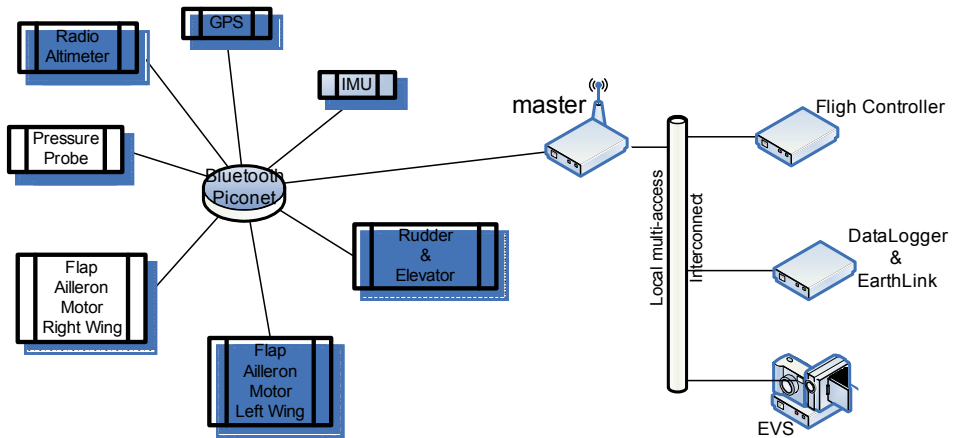 GPS
Radio
Altimeter
IMU
Pressure
Probe
Bluetooth
Piconet
Rudder
&
Elevator
Flap
Ailleron
Motor
Right Wing
Flap
Ailleron
Motor
Left Wing
master
Local multi-access
Interconnect
Fligh Controller
DataLogger
&
EarthLink
EVS